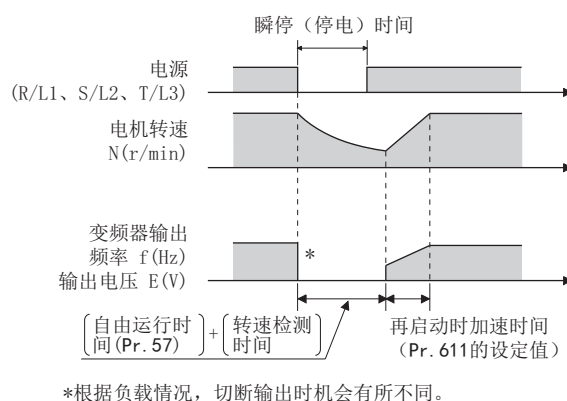 瞬停（停电）时间
电源
(R/L1、S/L2、T/L3)
电机转速
N(r/min)
变频器输出
频率 f(Hz)
输出电压 E(V)
*
自由运行时
间(Pr.57)
+
转速检测
时间
再启动时加速时间
（Pr.611的设定值）
*根据负载情况，切断输出时机会有所不同。